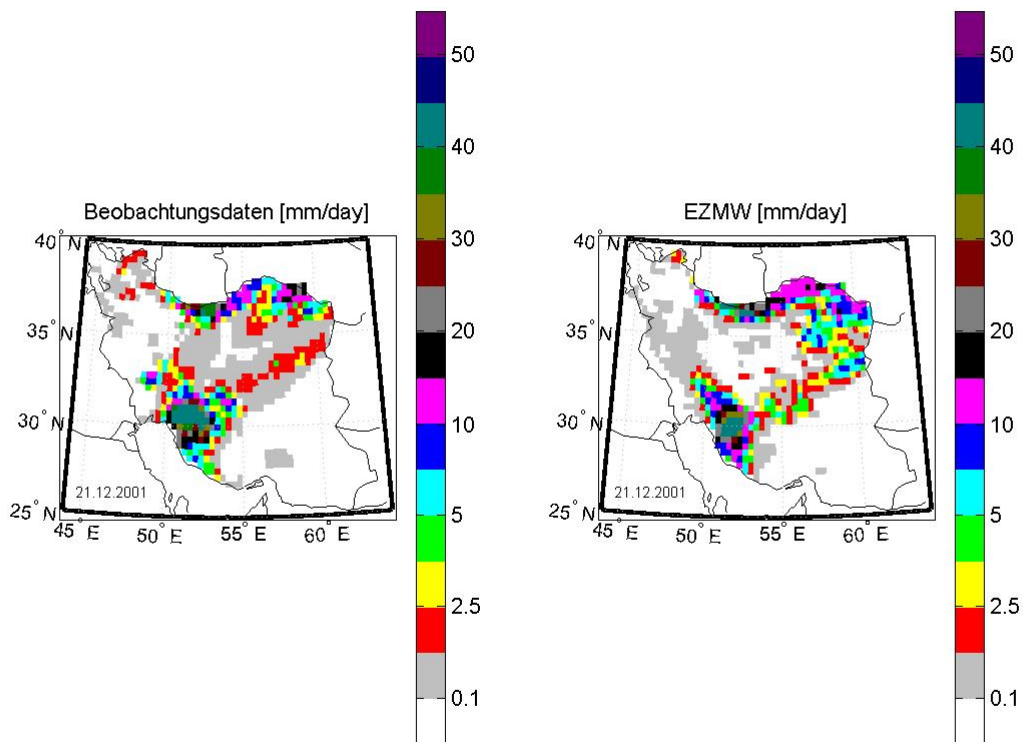 Beobachtungsdaten [mm/day]
40° N
35° N
30° N
25° N
45° E
50° E
55° E
60° E
21.12.2001
50
40
30
20
10
5
2.5
0.1
EZMW [mm/day]
40° N
35° N
30° N
25° N
45° E
50° E
55° E
60° E
21.12.2001
50
40
30
20
10
5
2.5
0.1